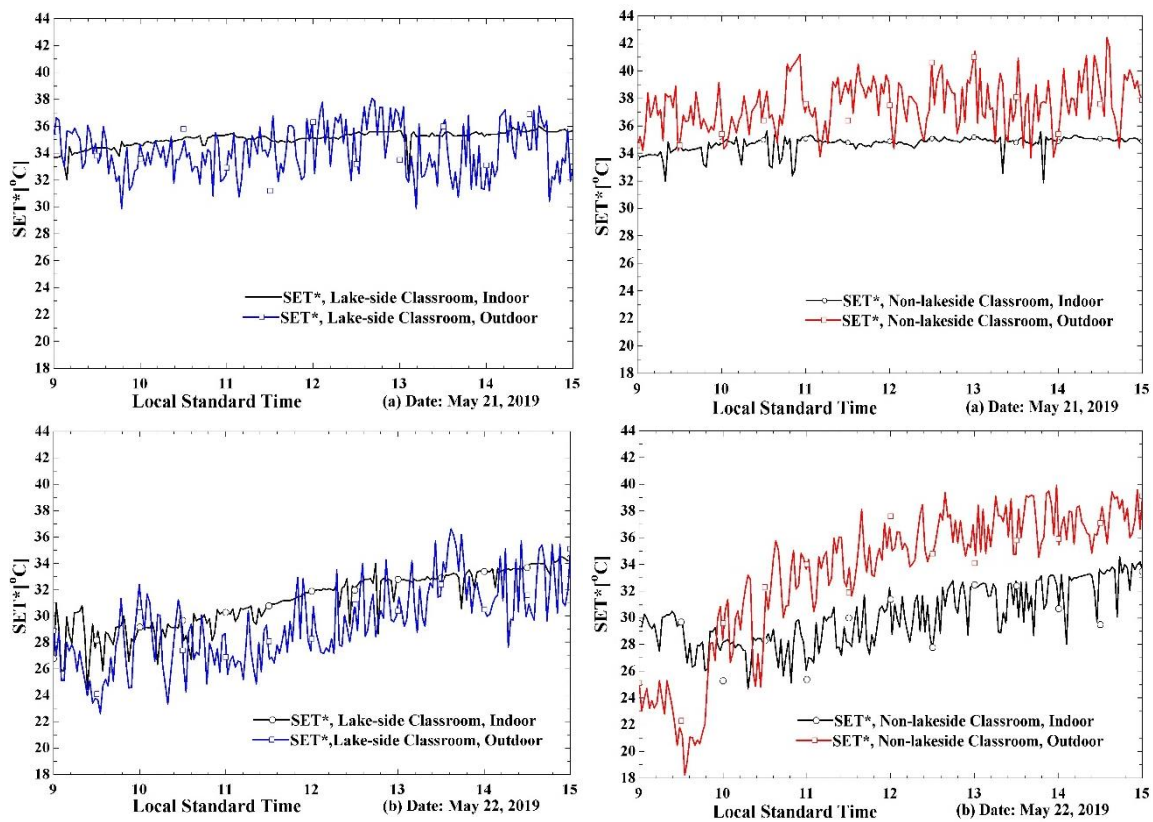 44
42
40
38
36
34
32
30
28
26
24
22
20
18
SET*[°C]
SET*, Lake-side Classroom, Indoor
SET*, Lake-side Classroom, Outdoor
9 10 11 12 13 14 15
Local Standard Time (a) Date: May 21, 2019
44
42
40
38
36
34
32
30
28
26
24
22
20
18
SET*[°C]
SET*, Non-lakeside Classroom, Indoor
SET*, Non-lakeside Classroom, Outdoor
9 10 11 12 13 14 15
Local Standard Time (a) Date: May 21, 2019
44
42
40
38
36
34
32
30
28
26
24
22
20
18
SET*[°C]
SET*, Lake-side Classroom, Indoor
SET*,Lake-side Classroom, Outdoor
9 10 11 12 13 14 15
Local Standard Time (b) Date: May 22, 2019
44
42
40
38
36
34
32
30
28
26
24
22
20
18
SET*[°C]
SET*, Non-lakeside Classroom, Indoor
SET*, Non-lakeside Classroom, Outdoor
9 10 11 12 13 14 15
Local Standard Time (b) Date: May 22, 2019